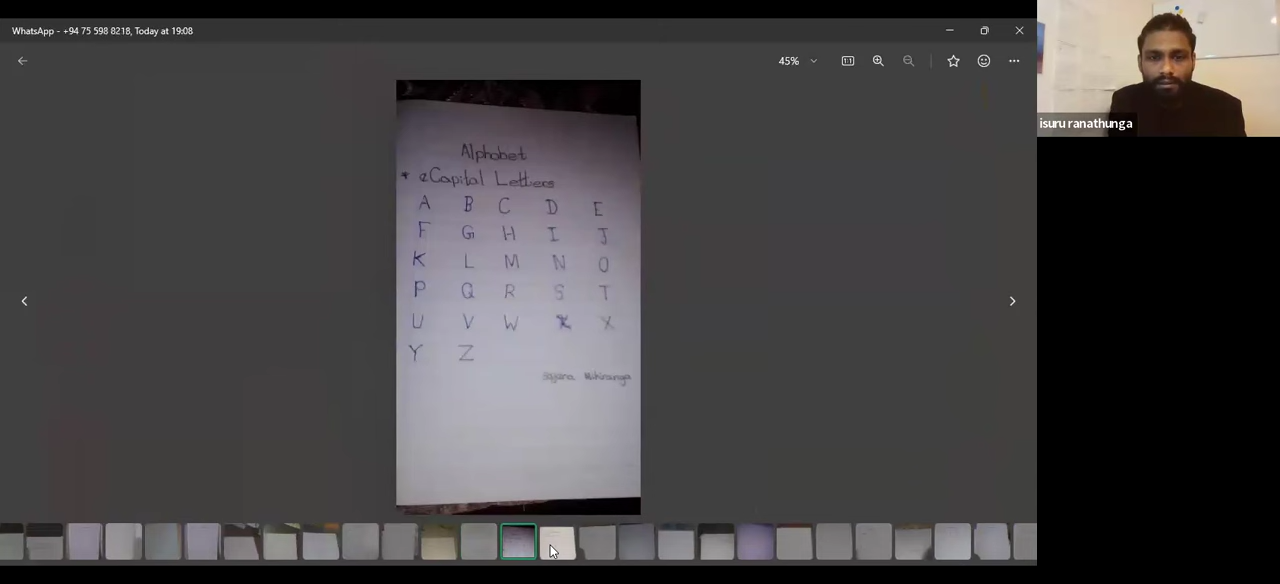 WhatsApp - +94 75 598 8218, Today at 19:08
45%
isuru ranathunga
Alphabet
* Capital Letters
A B C D E
F G H I J
K L M N O
P Q R S T
U V W X
Y Z